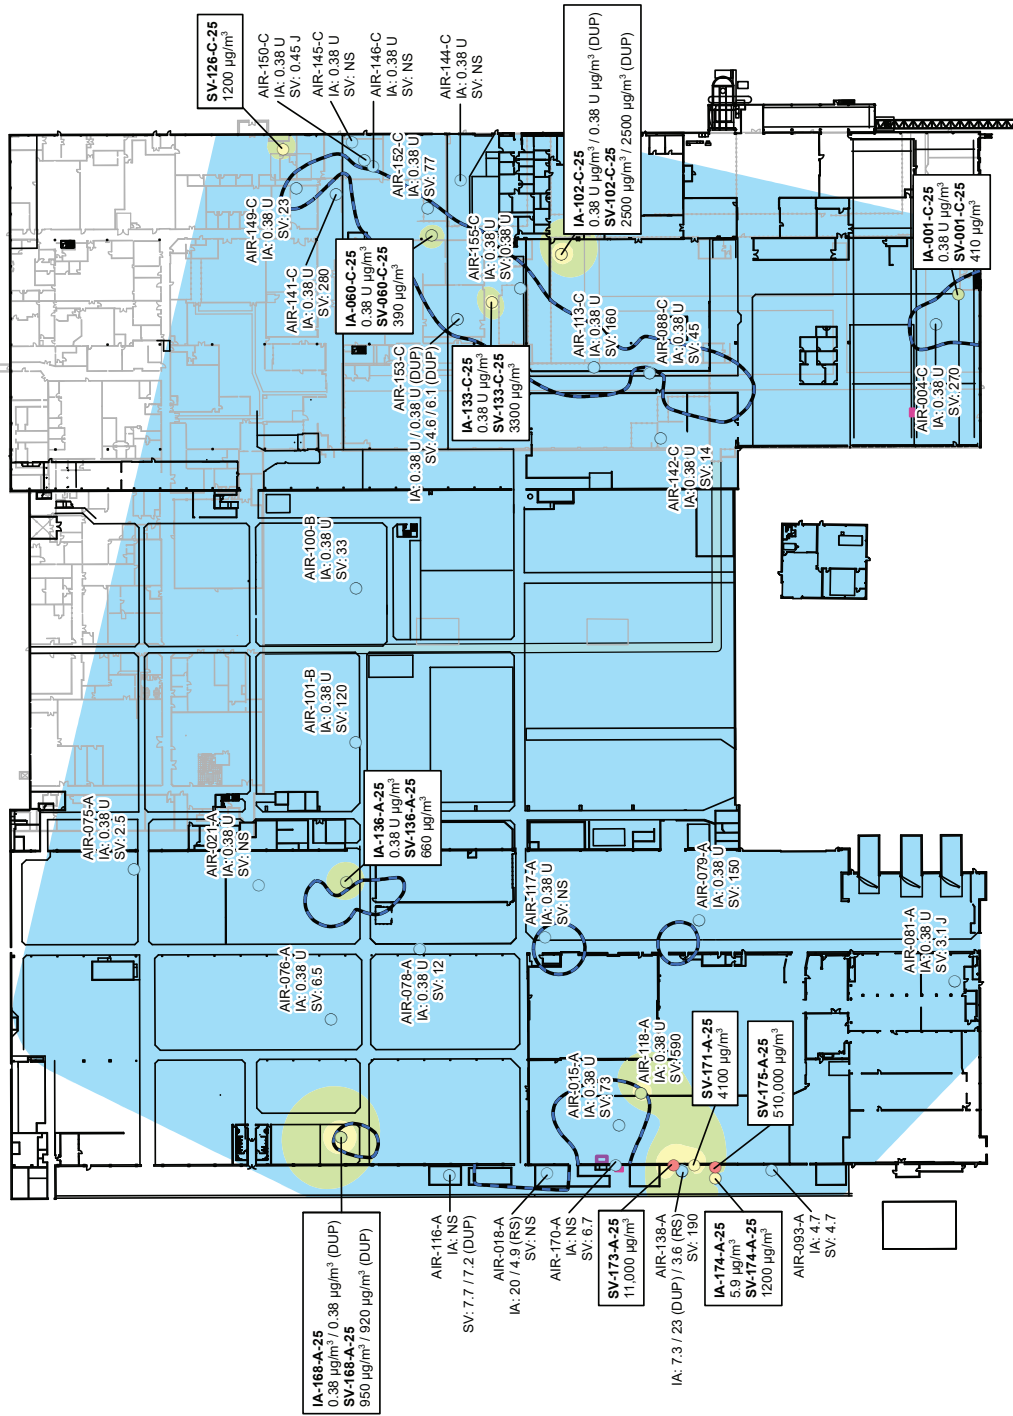 SV-126-C-25
1200 µg/m³
AIR-150-C
IA: 0.38 U
SV: 0.45 J
AIR-145-C
IA: 0.38 U
SV: NS
AIR-146-C
IA: 0.38 U
SV: NS
AIR-144-C
IA: 0.38 U
SV: NS
IA-102-C-25
0.38 U µg/m³ / 0.38 U µg/m³ (DUP)
SV-102-C-25
2500 µg/m³ / 2500 µg/m³ (DUP)
AIR-149-C
IA: 0.38 U
SV: 23
AIR-152-C
IA: 0.38 U
SV: 77
AIR-141-C
IA: 0.38 U
SV: 280
IA-060-C-25
0.38 U µg/m³
SV-060-C-25
390 µg/m³
AIR-155-C
IA: 0.38 U
SV: 0.38 U
IA-001-C-25
0.38 U µg/m³
SV-001-C-25
410 µg/m³
AIR-153-C
IA: 0.38 U / 0.38 U (DUP)
SV: 4.6 / 6.1 (DUP)
IA-133-C-25
0.38 U µg/m³
SV-133-C-25
3300 µg/m³
AIR-113-C
IA: 0.38 U
SV: 160
AIR-088-C
IA: 0.38 U
SV: 45
AIR-004-C
IA: 0.38 U
SV: 270
AIR-142-C
IA: 0.38 U
SV: 14
AIR-100-B
IA: 0.38 U
SV: 33
AIR-101-B
IA: 0.38 U
SV: 120
AIR-075-A
IA: 0.38 U
SV: 2.5
AIR-021-A
IA: 0.38 U
SV: NS
IA-136-A-25
0.38 U µg/m³
SV-136-A-25
660 µg/m³
AIR-117-A
IA: 0.38 U
SV: NS
AIR-079-A
IA: 0.38 U
SV: 150
AIR-076-A
IA: 0.38 U
SV: 6.5
AIR-078-A
IA: 0.38 U
SV: 12
AIR-081-A
IA: 0.38 U
SV: 3.1 J
AIR-015-A
IA: 0.38 U
SV: 73
AIR-118-A
IA: 0.38 U
SV: 590
SV-171-A-25
4100 µg/m³
SV-175-A-25
510,000 µg/m³
IA-168-A-25
0.38 µg/m³ / 0.38 µg/m³ (DUP)
SV-168-A-25
950 µg/m³ / 920 µg/m³ (DUP)
AIR-116-A
IA: NS
SV: 7.7 / 7.2 (DUP)
AIR-018-A
IA: 20 / 4.9 (RS)
SV: NS
AIR-170-A
IA: NS
SV: 6.7
SV-173-A-25
11,000 µg/m³
AIR-138-A
IA: 7.3 / 23 (DUP) / 3.6 (RS)
SV: 190
IA-174-A-25
5.9 µg/m³
SV-174-A-25
1200 µg/m³
AIR-093-A
IA: 4.7
SV: 4.7